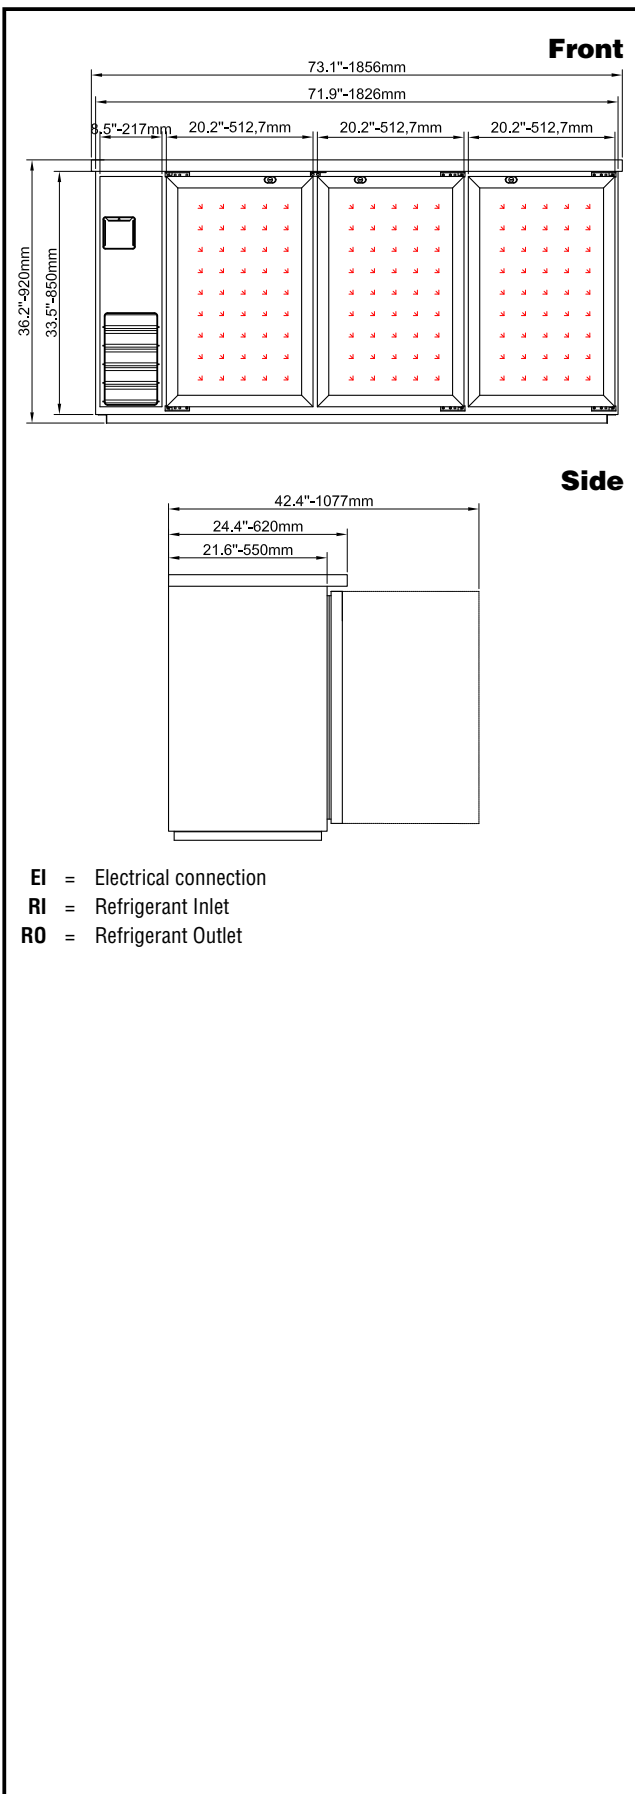 Front
73.1"-1856mm
71.9"-1826mm
8.5"-217mm 20.2"-512,7mm 20.2"-512,7mm 20.2"-512,7mm
36.2"-920mm
33.5"-850mm
Side
42.4"-1077mm
24.4"-620mm
21.6"-550mm
EI = Electrical connection
RI = Refrigerant Inlet
RO = Refrigerant Outlet